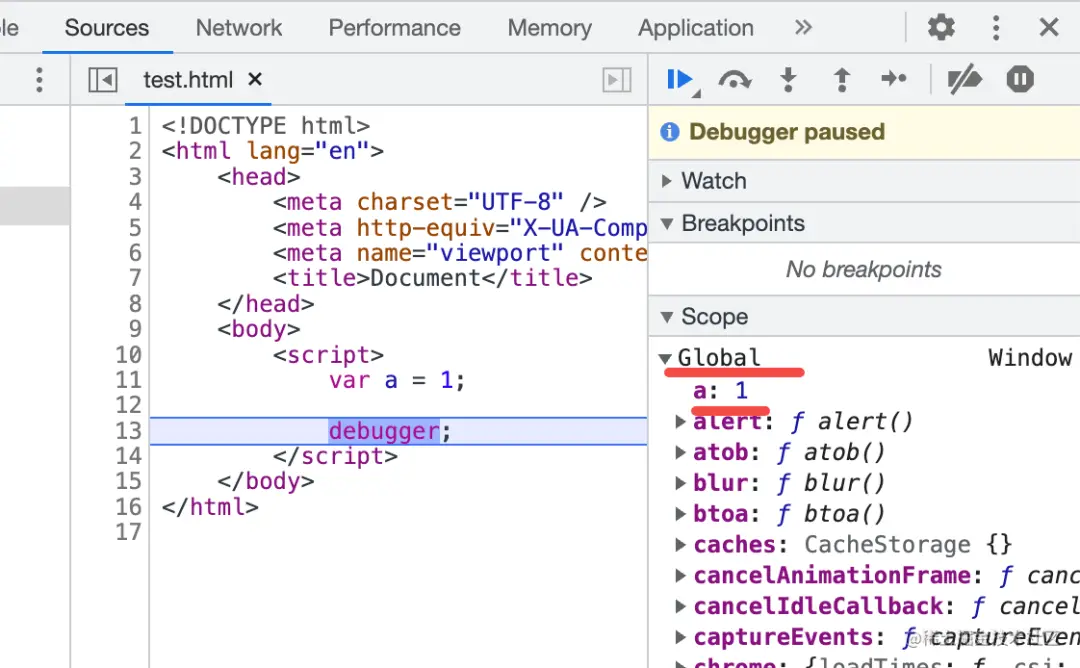 le Sources Network Performance Memory Application »
test.html ×
1 <!DOCTYPE html>
2 <html lang="en">
3 <head>
4 <meta charset="UTF-8" />
5 <meta http-equiv="X-UA-Comp
6 <meta name="viewport" conte
7 <title>Document</title>
8 </head>
9 <body>
10 <script>
11 var a = 1;
12
13 debugger;
14 </script>
15 </body>
16 </html>
17
Debugger paused
Watch
Breakpoints
No breakpoints
Scope
Global Window
a: 1
alert: ƒ alert()
atob: ƒ atob()
blur: ƒ blur()
btoa: ƒ btoa()
caches: CacheStorage {}
cancelAnimationFrame: ƒ canc
cancelIdleCallback: ƒ cancel
captureEvents: ƒ captureEven
chrome: {loadTimes: ƒ, csi: